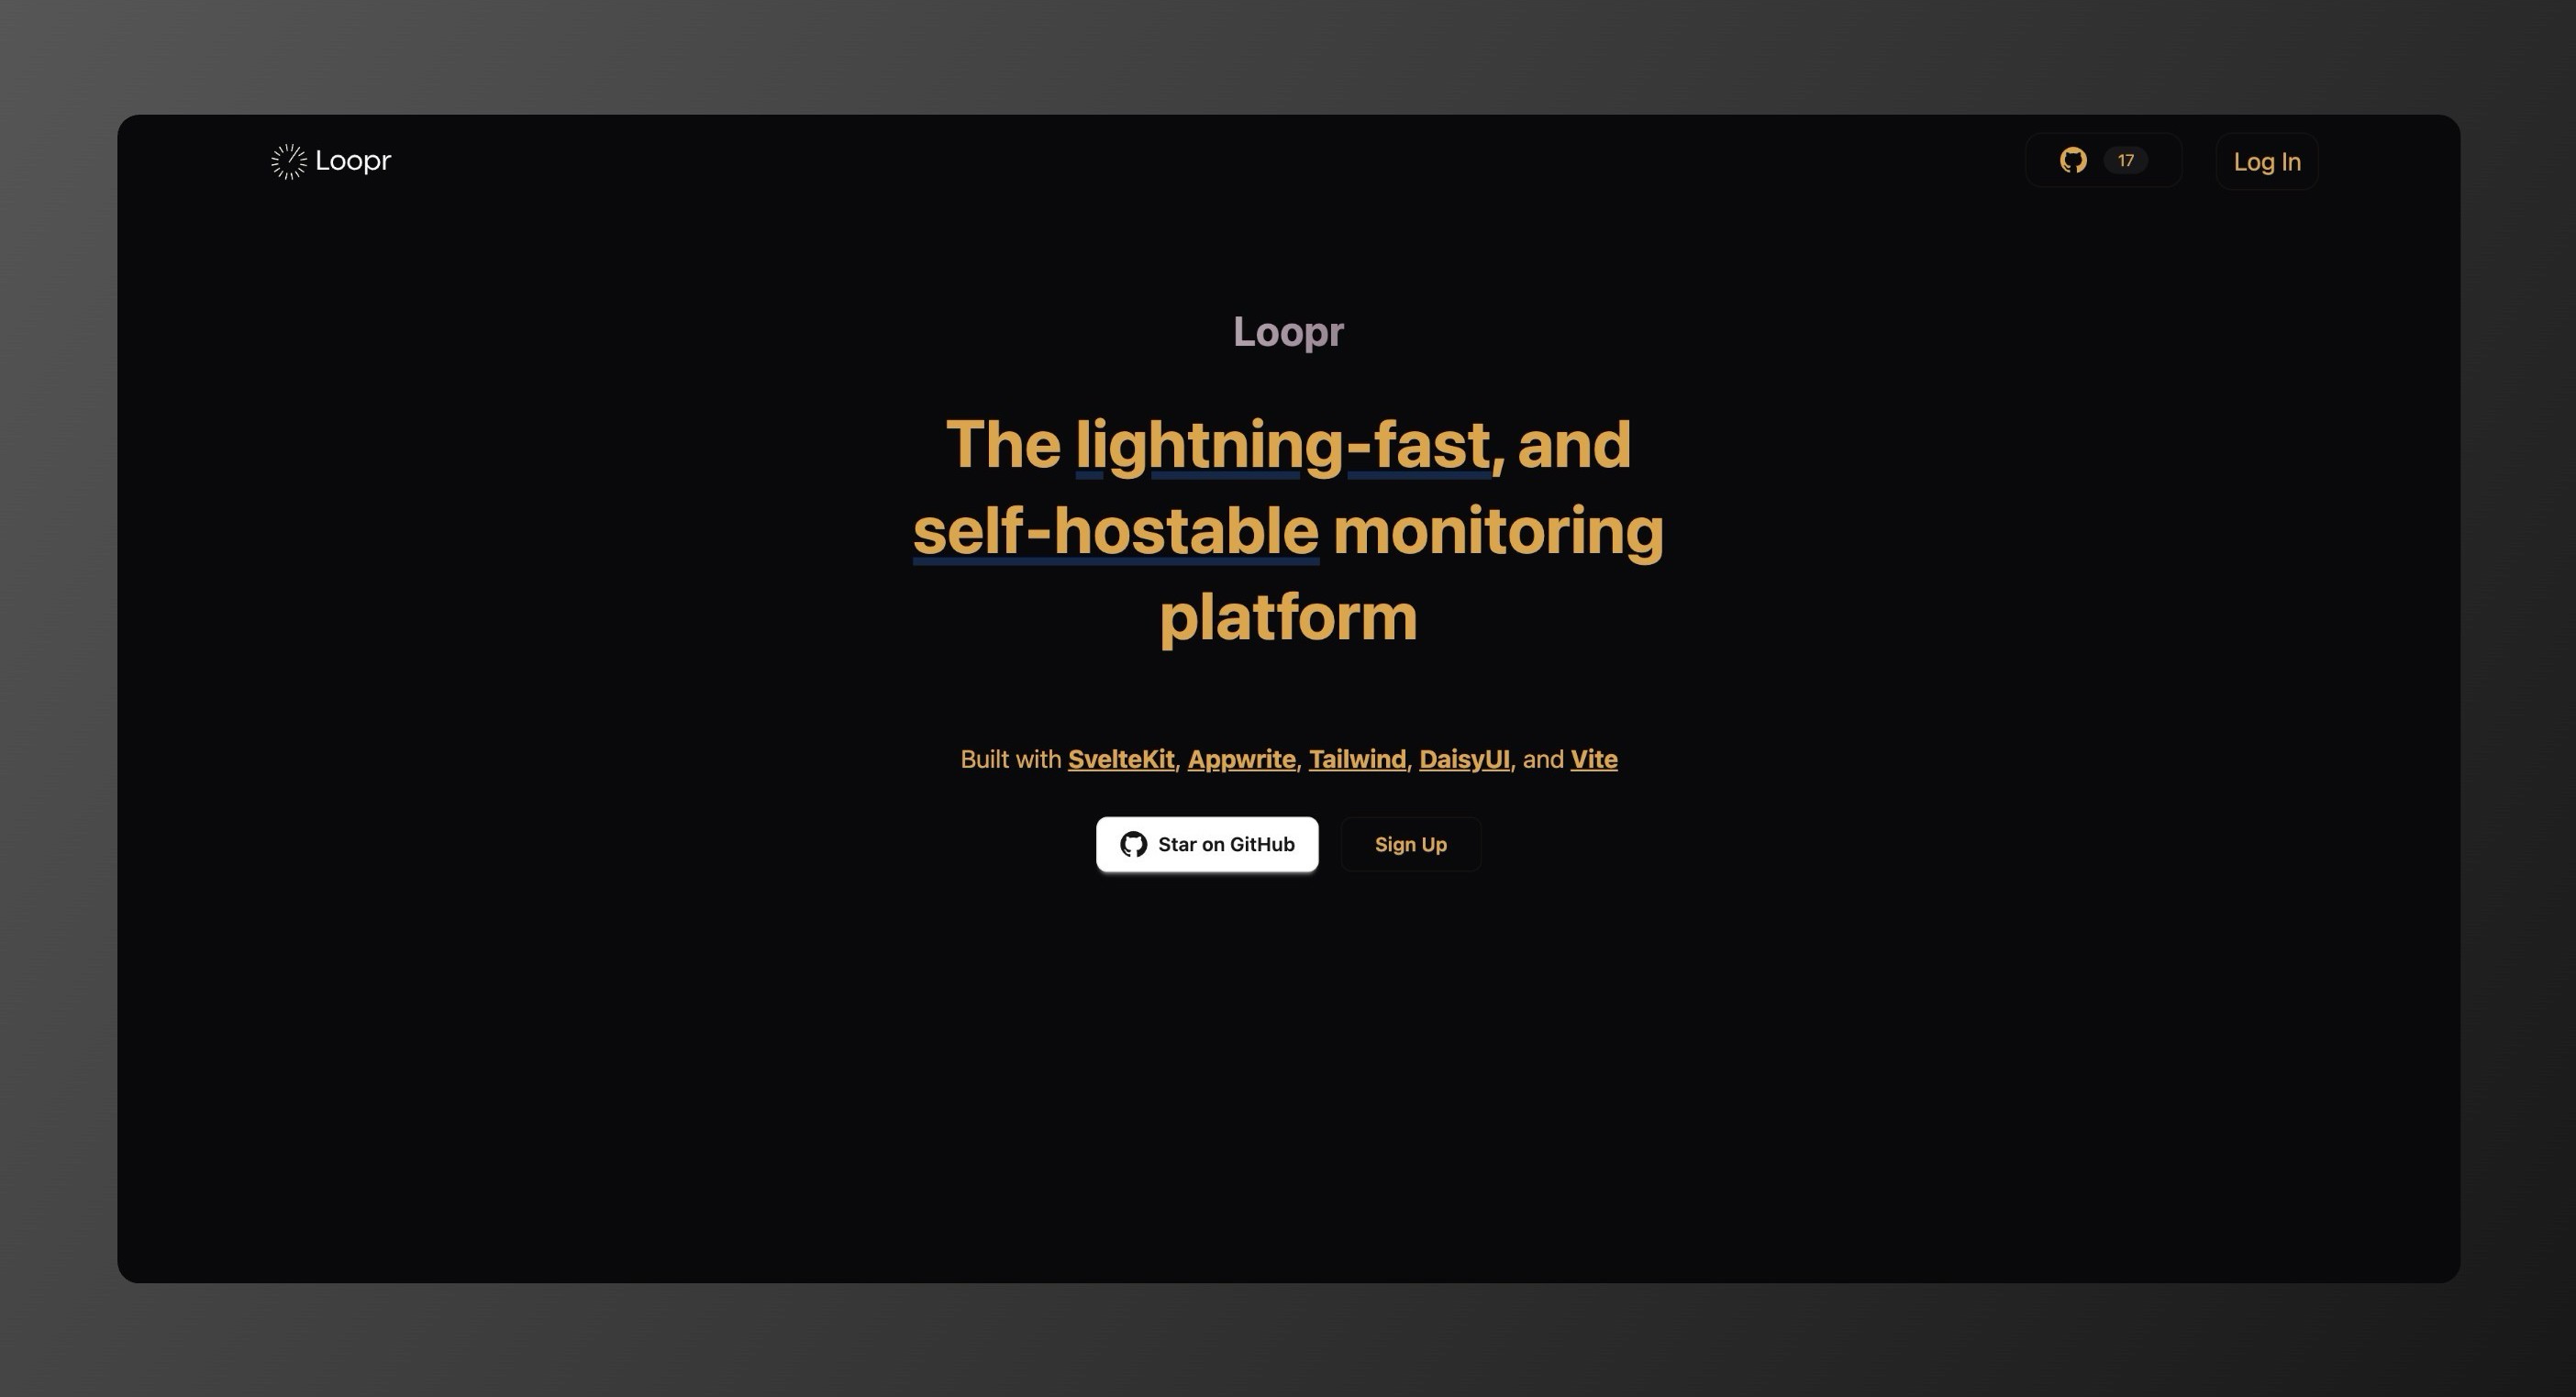 Loopr
17
Log In
Loopr
The lightning-fast, and
self-hostable monitoring
platform
Built with SvelteKit, Appwrite, Tailwind, DaisyUI, and Vite
Star on GitHub
Sign Up